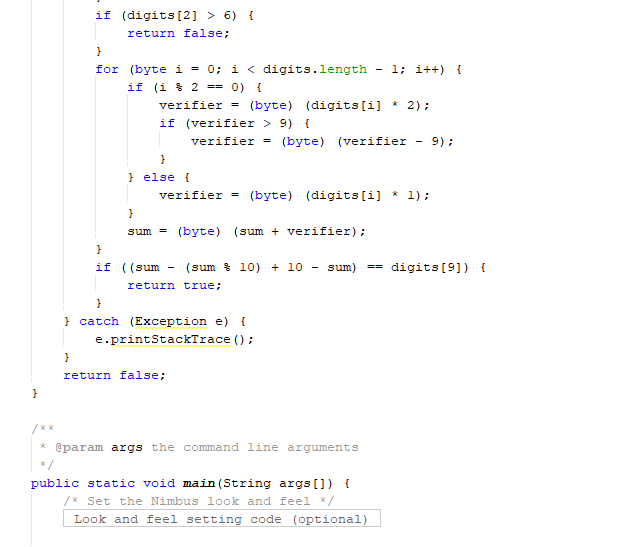 if (digits[2] > 6) {
return false;
}
for (byte i = 0; i < digits.length - 1; i++) {
if (i % 2 == 0) {
verifier = (byte) (digits[i] * 2);
if (verifier > 9) {
verifier = (byte) (verifier - 9);
}
} else {
verifier = (byte) (digits[i] * 1);
}
sum = (byte) (sum + verifier);
}
if ((sum - (sum % 10) + 10 - sum) == digits[9]) {
return true;
}
} catch (Exception e) {
e.printStackTrace();
}
return false;
}
/**
* @param args the command line arguments
*/
public static void main(String args[]) {
/* Set the Nimbus look and feel */
Look and feel setting code (optional)